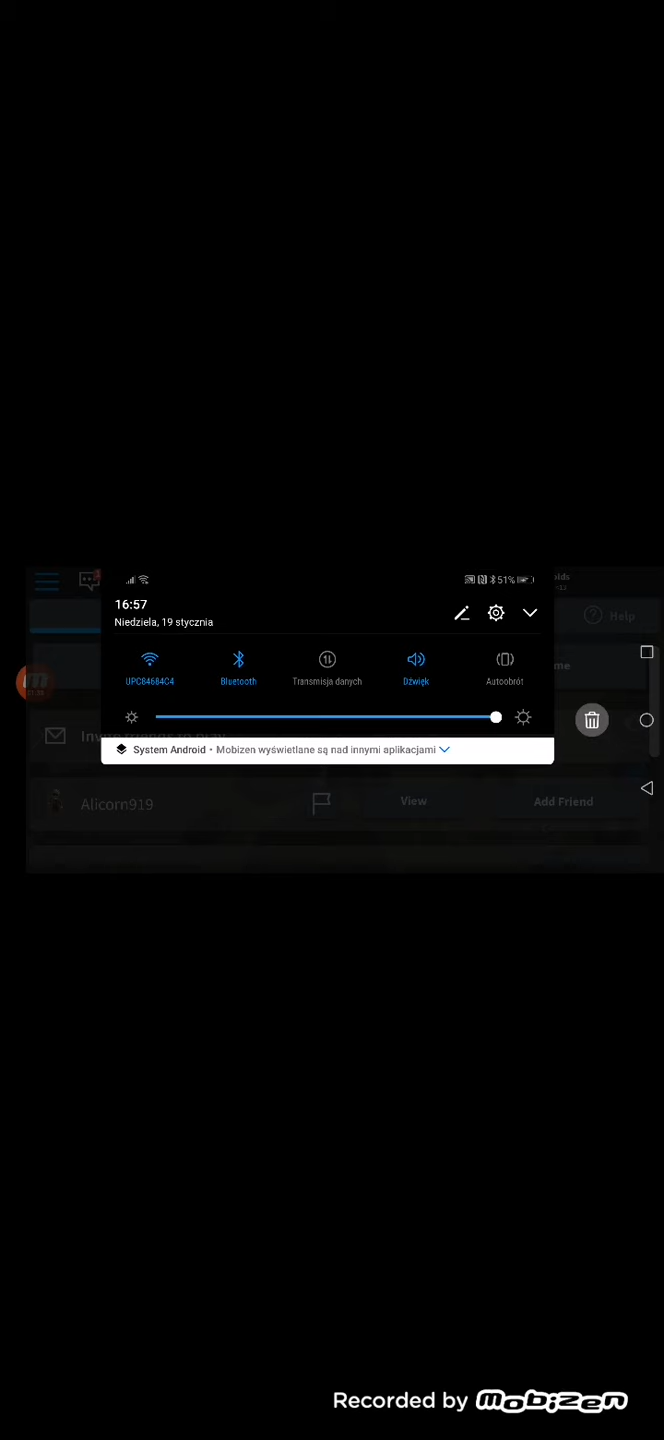 51%
16:57
Niedziela, 19 stycznia
Help
UPC84684C4
Bluetooth
Transmisja danych
Dźwięk
Autoobrót
System Android • Mobizen wyświetlane są nad innymi aplikacjami
Alicorn919
View
Add Friend
Recorded by mobizen